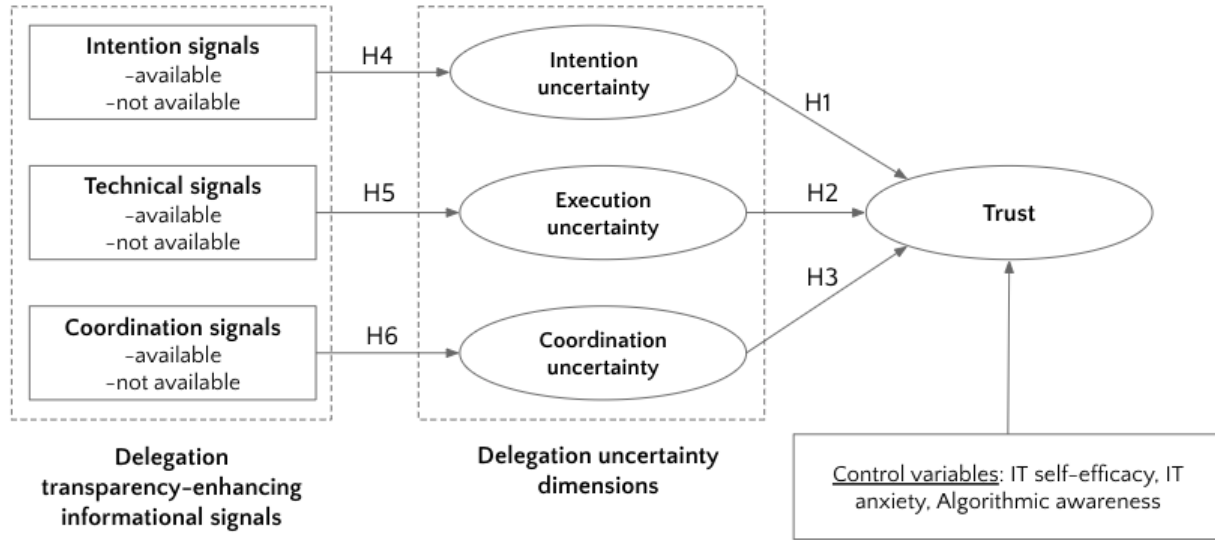 Intention signals
-available
-not available
H4
Intention
uncertainty
H1
Technical signals
-available
-not available
H5
Execution
uncertainty
H2
Trust
H3
Coordination signals
-available
-not available
H6
Coordination
uncertainty
Delegation
transparency-enhancing
informational signals
Delegation uncertainty
dimensions
Control variables: IT self-efficacy, IT
anxiety, Algorithmic awareness